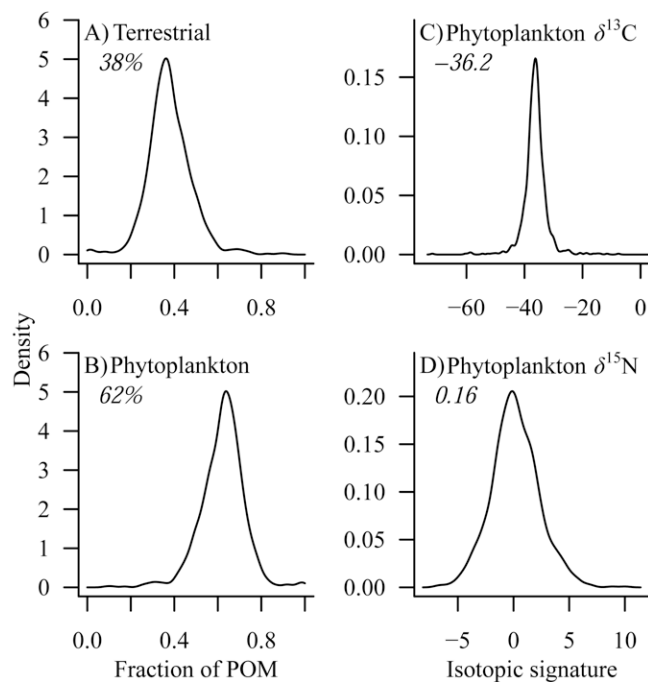 A) Terrestrial
38%
6
5
4
3
2
1
0
0.0 0.4 0.8
C) Phytoplankton δ¹³C
−36.2
0.15
0.10
0.05
0.00
−60 −40 −20 0
Density
B) Phytoplankton
62%
6
5
4
3
2
1
0
0.0 0.4 0.8
Fraction of POM
D) Phytoplankton δ¹⁵N
0.16
0.20
0.15
0.10
0.05
0.00
−5 0 5 10
Isotopic signature